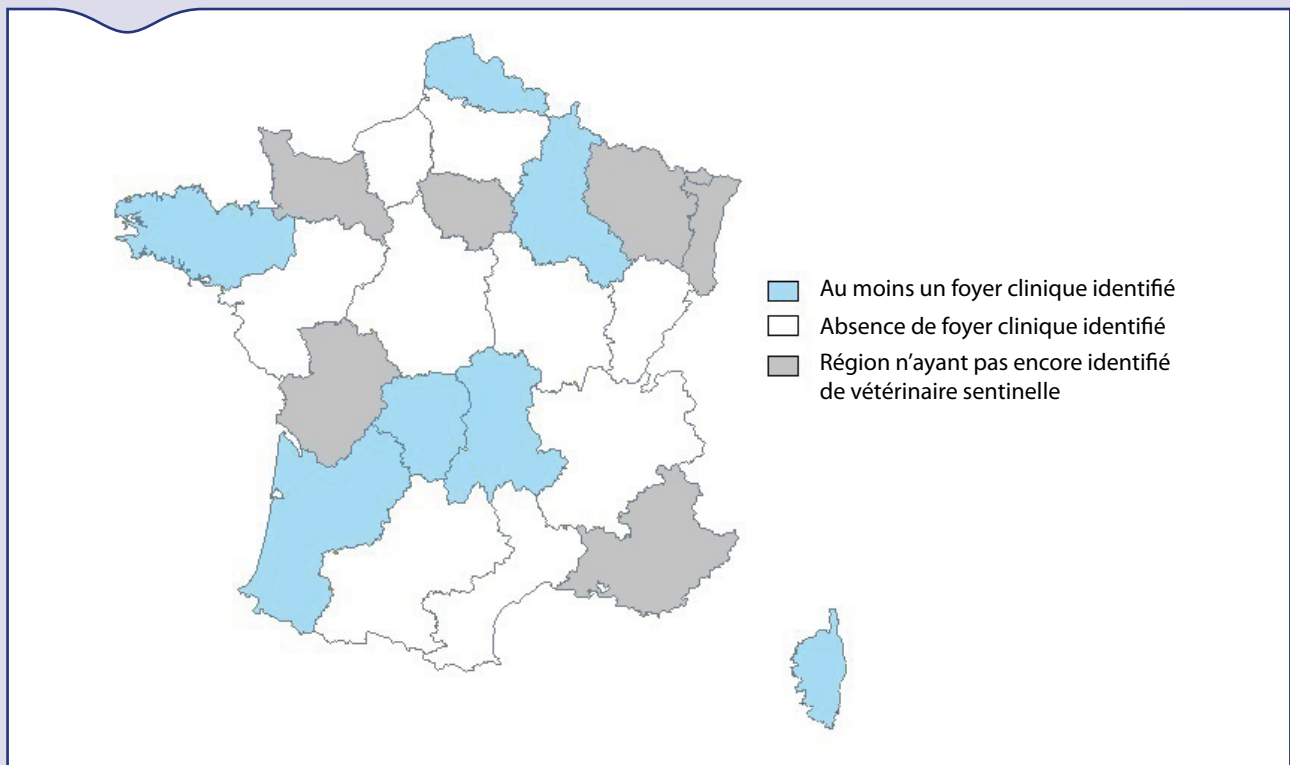 Au moins un foyer clinique identifié
Absence de foyer clinique identifié
Région n'ayant pas encore identifié
de vétérinaire sentinelle